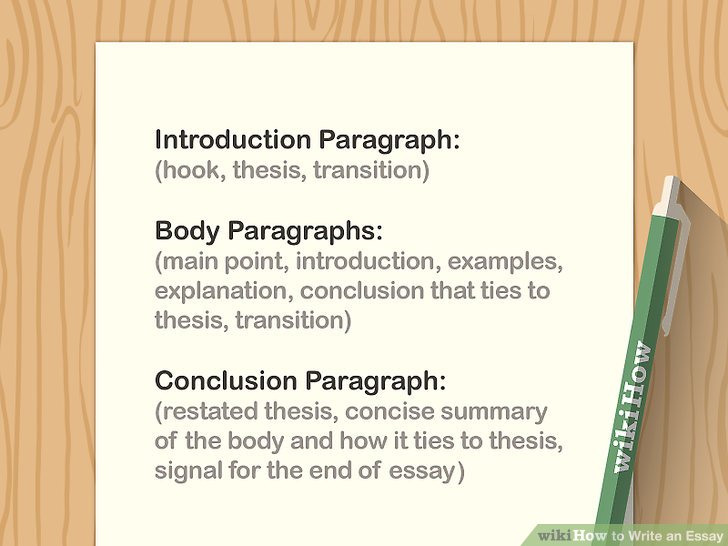 Introduction Paragraph:
(hook, thesis, transition)
Body Paragraphs:
(main point, introduction, examples,
explanation, conclusion that ties to
thesis, transition)
Conclusion Paragraph:
(restated thesis, concise summary
of the body and how it ties to thesis,
signal for the end of essay)
wikiHow
wikiHow to Write an Essay